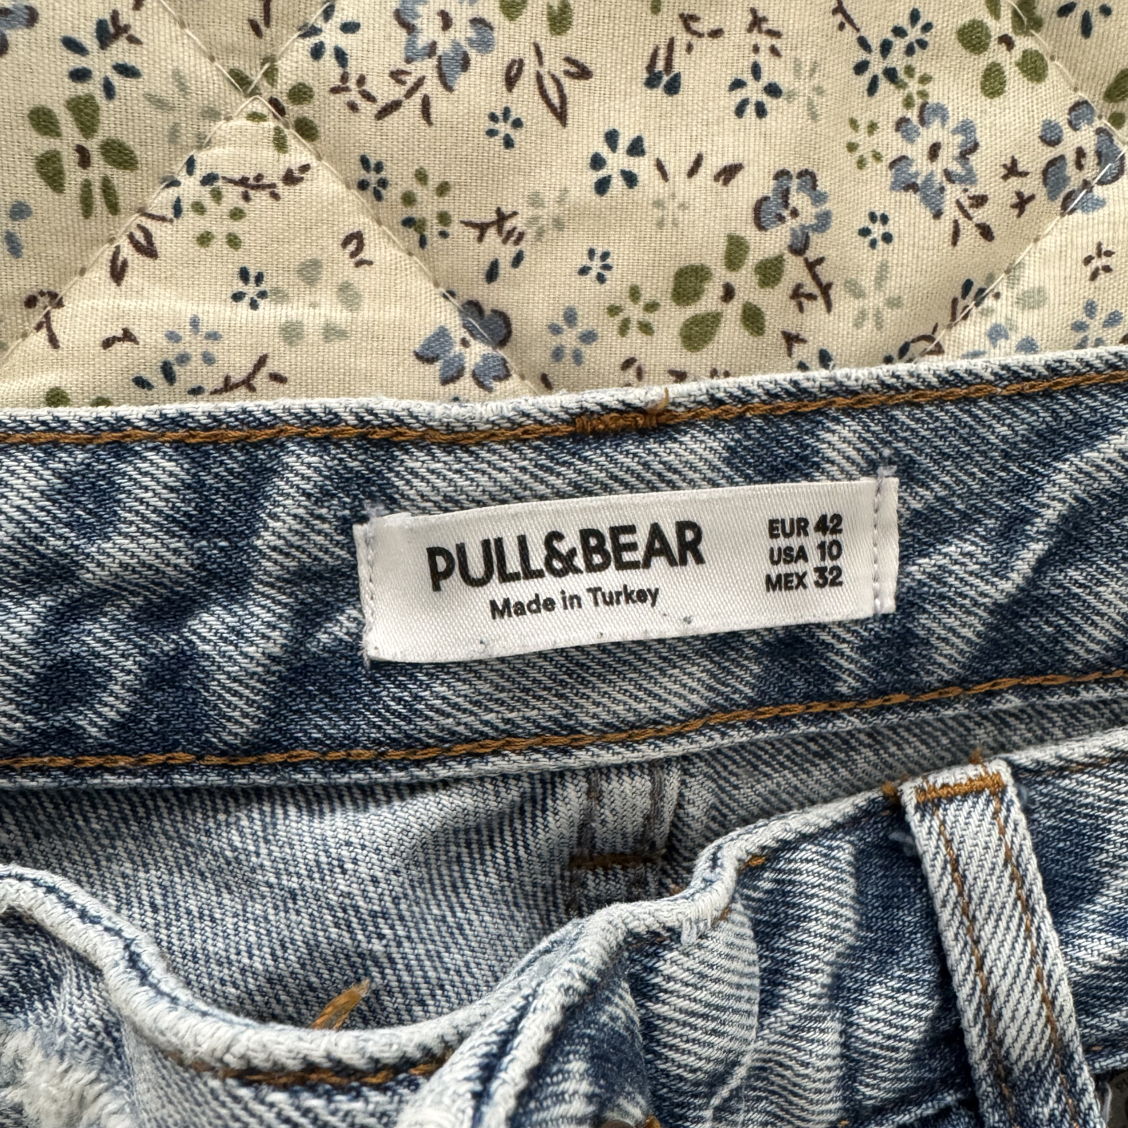 PULL&BEAR
Made in Turkey
EUR 42
USA 10
MEX 32